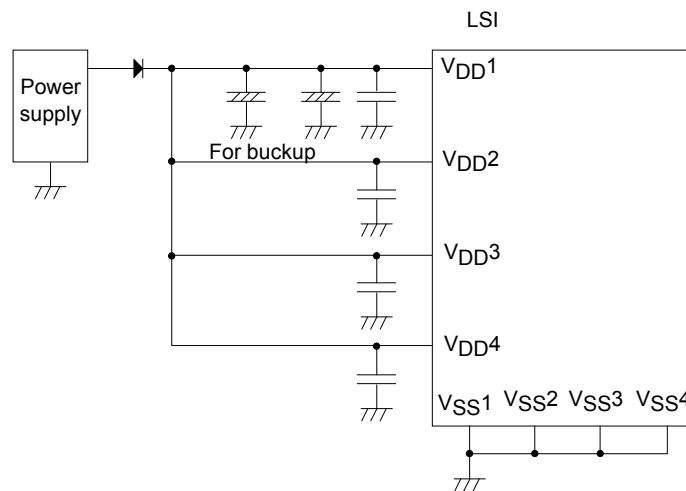 LSI
Power
supply
VDD1
For buckup
VDD2
VDD3
VDD4
VSS1 VSS2 VSS3 VSS4